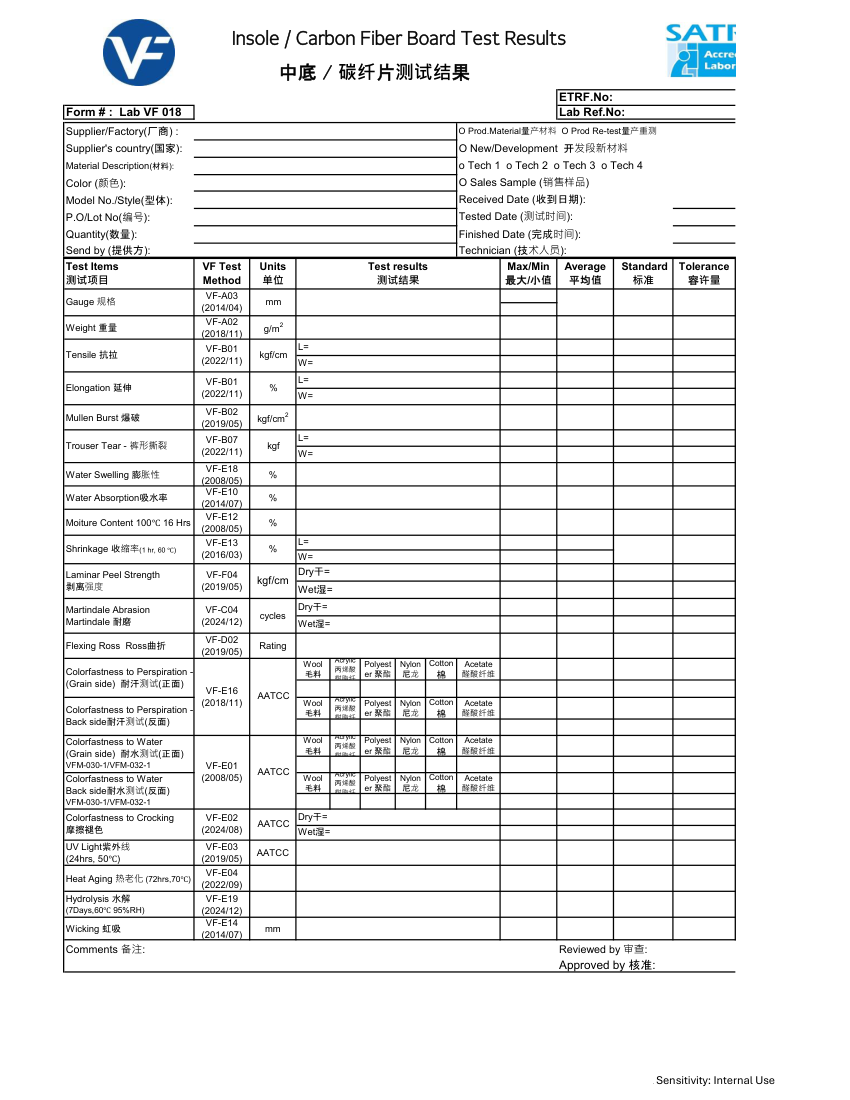 VF
Insole / Carbon Fiber Board Test Results
中底 / 碳纤片测试结果
SATR
Accre
Labor
ETRF.No:
Form # : Lab VF 018
Lab Ref.No:
Supplier/Factory(厂商) :
O Prod.Material量产材料 O Prod Re-test量产重测
Supplier's country(国家):
O New/Development 开发段新材料
Material Description(材料):
o Tech 1 o Tech 2 o Tech 3 o Tech 4
Color (颜色):
O Sales Sample (销售样品)
Model No./Style(型体):
Received Date (收到日期):
P.O/Lot No(编号):
Tested Date (测试时间):
Quantity(数量):
Finished Date (完成时间):
Send by (提供方):
Technician (技术人员):
Test Items VF Test Units Test results Max/Min Average Standard Tolerance
测试项目 Method 单位 测试结果 最大/小值 平均值 标准 容许量
Gauge 规格 VF-A03 (2014/04) mm
Weight 重量 VF-A02 (2018/11) g/m2
Tensile 抗拉 VF-B01 (2022/11) kgf/cm L=
W=
Elongation 延伸 VF-B01 (2022/11) % L=
W=
Mullen Burst 爆破 VF-B02 (2019/05) kgf/cm2
Trouser Tear - 裤形撕裂 VF-B07 (2022/11) kgf L=
W=
Water Swelling 膨胀性 VF-E18 (2008/05) %
Water Absorption吸水率 VF-E10 (2014/07) %
Moiture Content 100℃ 16 Hrs VF-E12 (2008/05) %
Shrinkage 收缩率(1 hr, 60 ℃) VF-E13 (2016/03) % L=
W=
Laminar Peel Strength VF-F04 kgf/cm Dry干=
剥离强度 (2019/05) Wet湿=
Martindale Abrasion VF-C04 cycles Dry干=
Martindale 耐磨 (2024/12) Wet湿=
Flexing Ross Ross曲折 VF-D02 (2019/05) Rating
Colorfastness to Perspiration - VF-E16 AATCC Wool Acrylic Polyest Nylon Cotton Acetate
(Grain side) 耐汗测试(正面) (2018/11) 毛料 丙烯酸 er 聚酯 尼龙 棉 醋酸纤维
Colorfastness to Perspiration - Wool Acrylic Polyest Nylon Cotton Acetate
Back side耐汗测试(反面) 毛料 丙烯酸 er 聚酯 尼龙 棉 醋酸纤维
Colorfastness to Water VF-E01 AATCC Wool Acrylic Polyest Nylon Cotton Acetate
(Grain side) 耐水测试(正面) (2008/05) 毛料 丙烯酸 er 聚酯 尼龙 棉 醋酸纤维
VFM-030-1/VFM-032-1
Colorfastness to Water Wool Acrylic Polyest Nylon Cotton Acetate
Back side耐水测试(反面) 毛料 丙烯酸 er 聚酯 尼龙 棉 醋酸纤维
VFM-030-1/VFM-032-1
Colorfastness to Crocking VF-E02 AATCC Dry干=
摩擦褪色 (2024/08) Wet湿=
UV Light紫外线 VF-E03 AATCC
(24hrs, 50℃) (2019/05)
Heat Aging 热老化 (72hrs,70℃) VF-E04 (2022/09)
Hydrolysis 水解 VF-E19
(7Days,60℃ 95%RH) (2024/12)
Wicking 虹吸 VF-E14 (2014/07) mm
Comments 备注:
Reviewed by 审查:
Approved by 核准:
Sensitivity: Internal Use